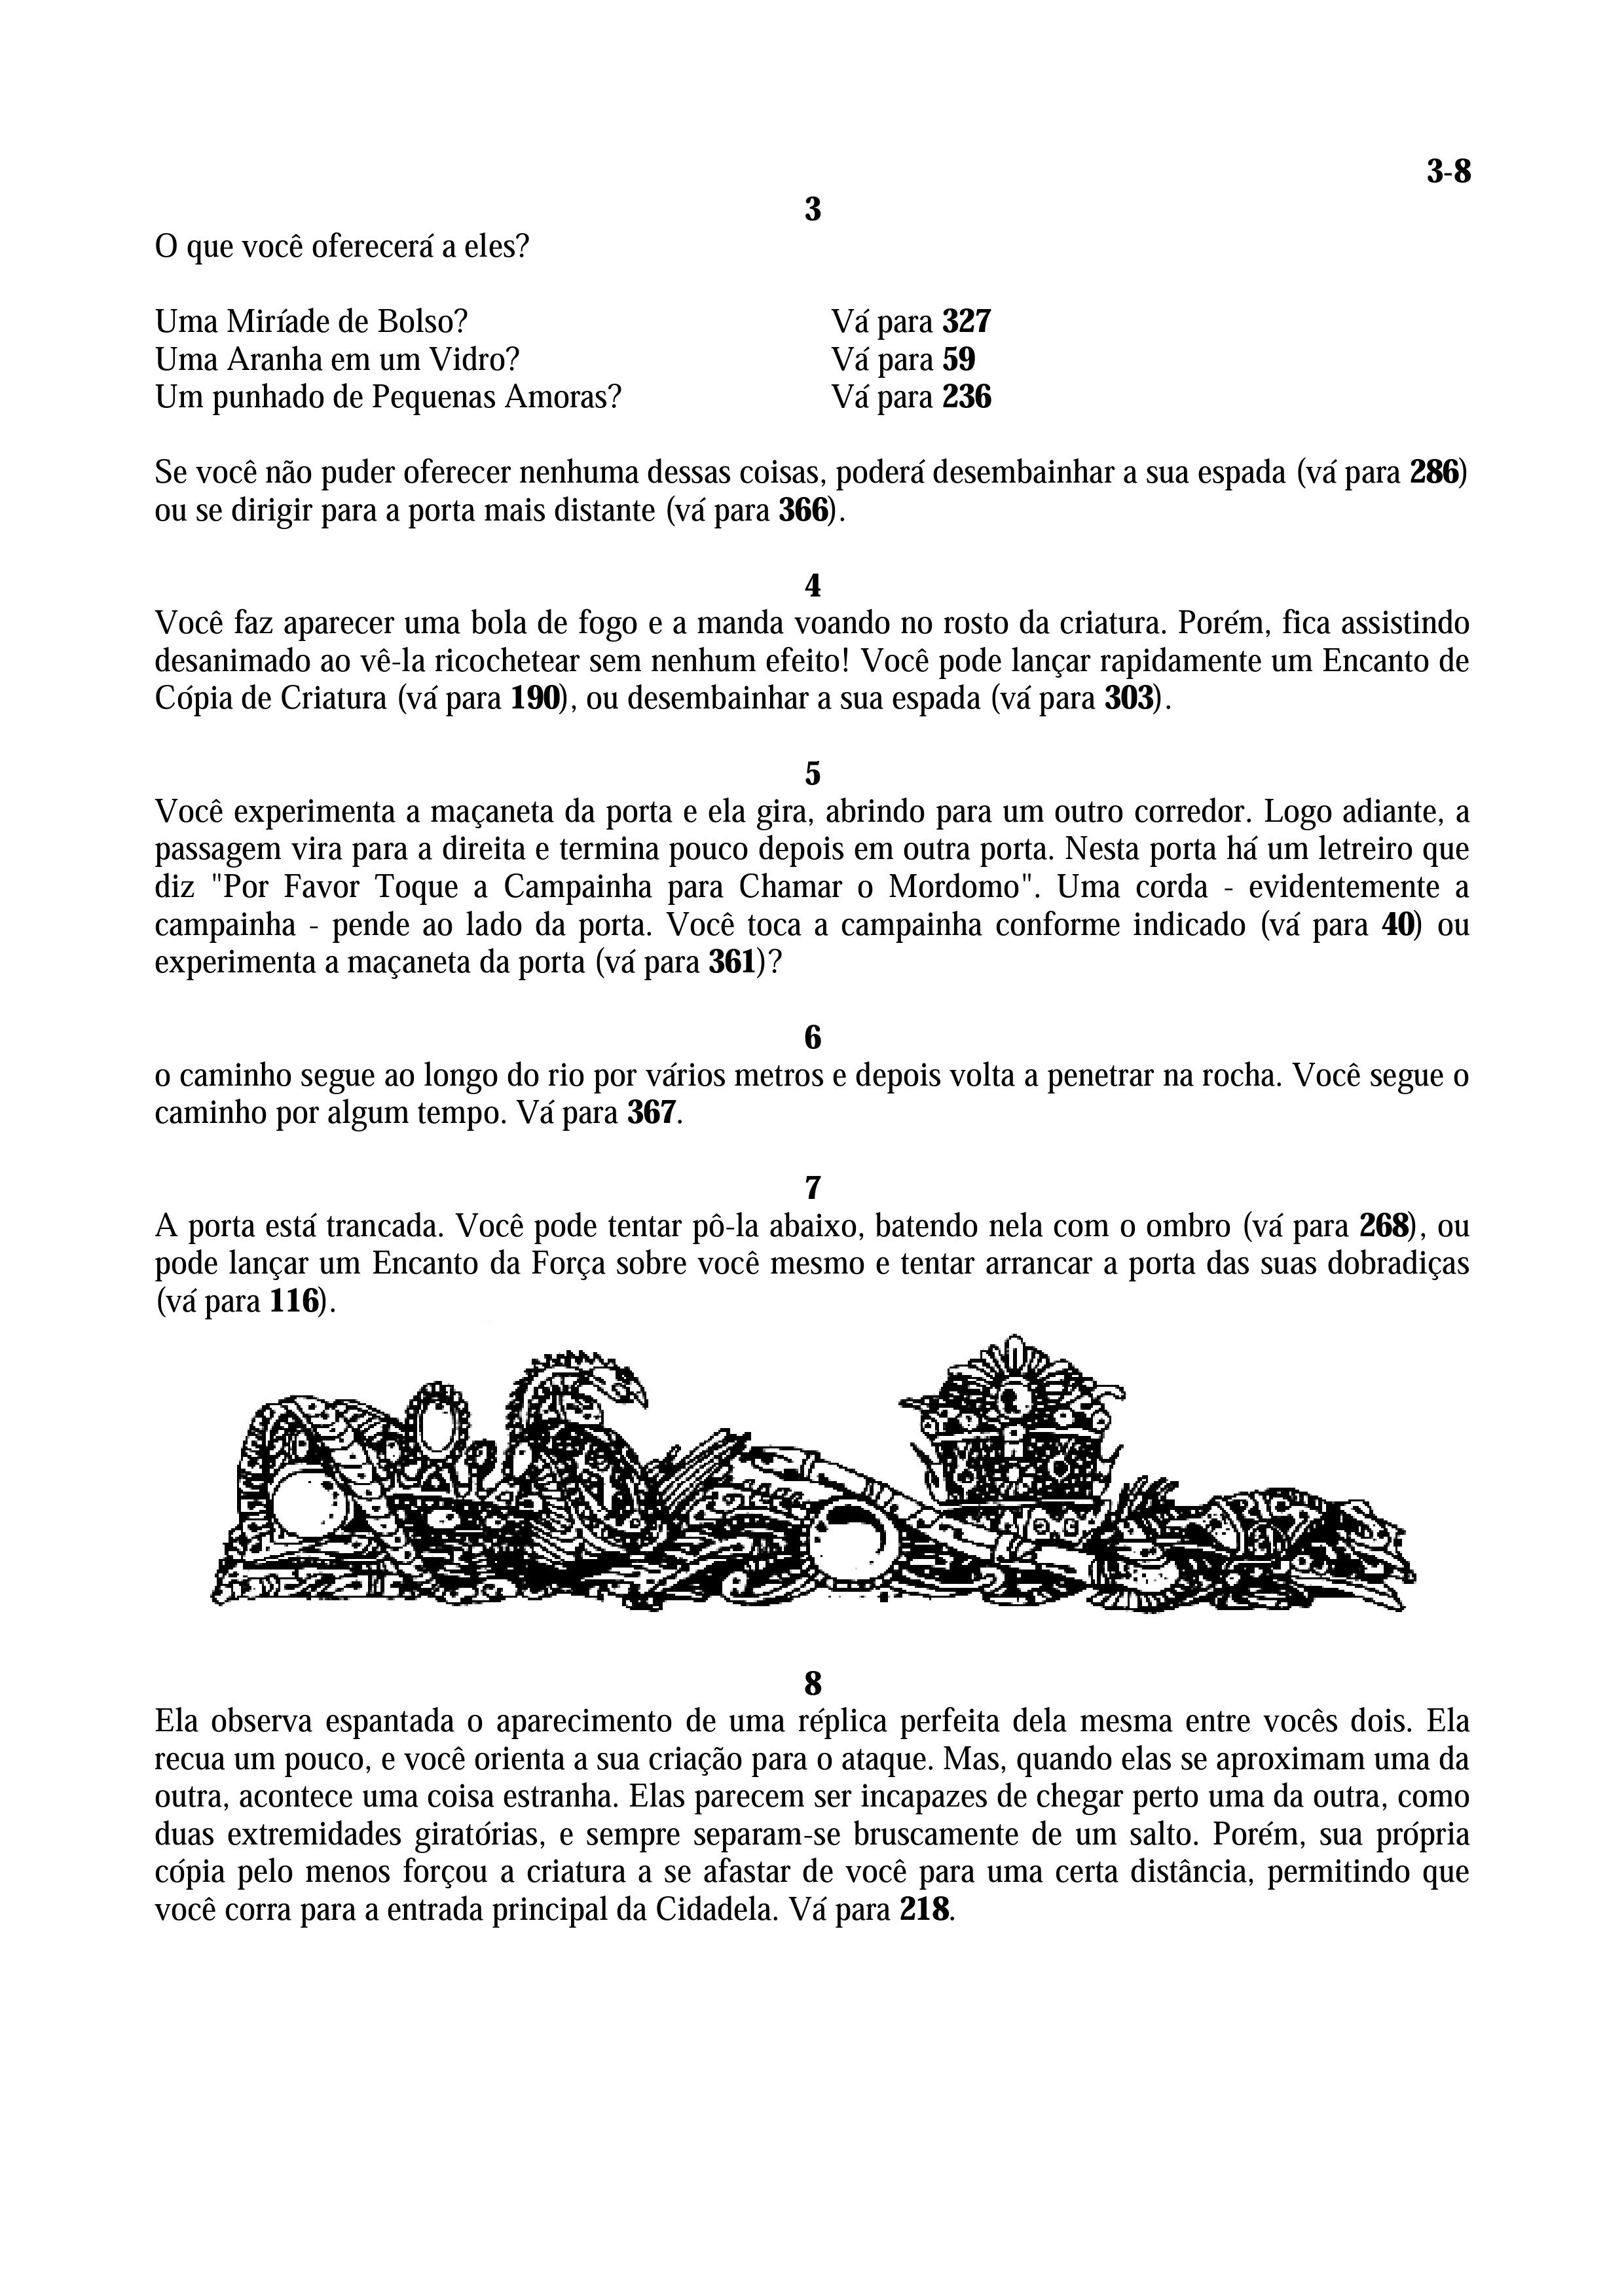 3-8
3
O que você oferecerá a eles?
Uma Miríade de Bolso? Vá para 327
Uma Aranha em um Vidro? Vá para 59
Um punhado de Pequenas Amoras? Vá para 236
Se você não puder oferecer nenhuma dessas coisas, poderá desembainhar a sua espada (vá para 286)
ou se dirigir para a porta mais distante (vá para 366).
4
Você faz aparecer uma bola de fogo e a manda voando no rosto da criatura. Porém, fica assistindo
desanimado ao vê-la ricochetear sem nenhum efeito! Você pode lançar rapidamente um Encanto de
Cópia de Criatura (vá para 190), ou desembainhar a sua espada (vá para 303).
5
Você experimenta a maçaneta da porta e ela gira, abrindo para um outro corredor. Logo adiante, a
passagem vira para a direita e termina pouco depois em outra porta. Nesta porta há um letreiro que
diz "Por Favor Toque a Campainha para Chamar o Mordomo". Uma corda - evidentemente a
campainha - pende ao lado da porta. Você toca a campainha conforme indicado (vá para 40) ou
experimenta a maçaneta da porta (vá para 361)?
6
o caminho segue ao longo do rio por vários metros e depois volta a penetrar na rocha. Você segue o
caminho por algum tempo. Vá para 367.
7
A porta está trancada. Você pode tentar pô-la abaixo, batendo nela com o ombro (vá para 268), ou
pode lançar um Encanto da Força sobre você mesmo e tentar arrancar a porta das suas dobradiças
(vá para 116).
8
Ela observa espantada o aparecimento de uma réplica perfeita dela mesma entre vocês dois. Ela
recua um pouco, e você orienta a sua criação para o ataque. Mas, quando elas se aproximam uma da
outra, acontece uma coisa estranha. Elas parecem ser incapazes de chegar perto uma da outra, como
duas extremidades giratórias, e sempre separam-se bruscamente de um salto. Porém, sua própria
cópia pelo menos forçou a criatura a se afastar de você para uma certa distância, permitindo que
você corra para a entrada principal da Cidadela. Vá para 218.